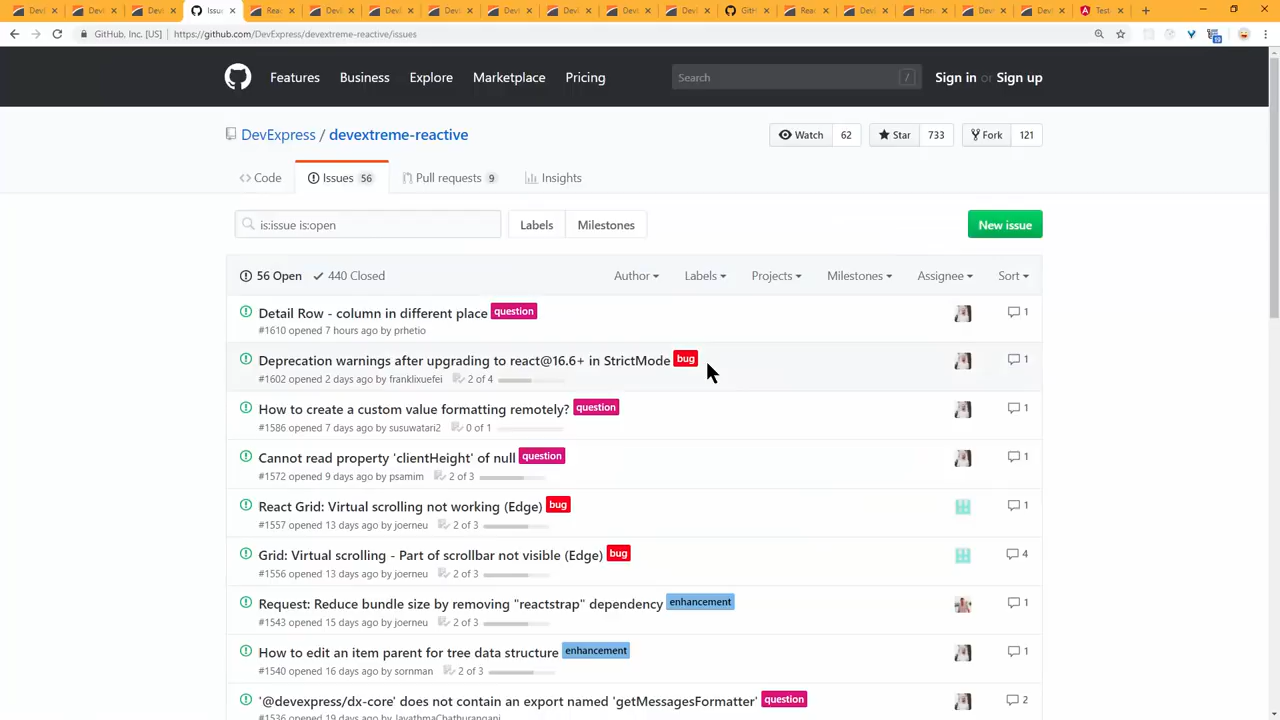 GitHub, Inc. [US] https://github.com/DevExpress/devextreme-reactive/issues
Features Business Explore Marketplace Pricing Search / Sign in or Sign up
DevExpress / devextreme-reactive Watch 62 Star 733 Fork 121
Code Issues 56 Pull requests 9 Insights
is:issue is:open Labels Milestones New issue
56 Open 440 Closed Author Labels Projects Milestones Assignee Sort
Detail Row - column in different place question 1
#1610 opened 7 hours ago by prhetio
Deprecation warnings after upgrading to react@16.6+ in StrictMode bug 1
#1602 opened 2 days ago by franklixuefei 2 of 4
How to create a custom value formatting remotely? question 1
#1586 opened 7 days ago by susuwatari2 0 of 1
Cannot read property 'clientHeight' of null question 1
#1572 opened 9 days ago by psamim 2 of 3
React Grid: Virtual scrolling not working (Edge) bug 1
#1557 opened 13 days ago by joerneu 2 of 3
Grid: Virtual scrolling - Part of scrollbar not visible (Edge) bug 4
#1556 opened 13 days ago by joerneu 2 of 3
Request: Reduce bundle size by removing "reactstrap" dependency enhancement 1
#1543 opened 15 days ago by joerneu 2 of 3
How to edit an item parent for tree data structure enhancement 1
#1540 opened 16 days ago by sornman 2 of 3
'@devexpress/dx-core' does not contain an export named 'getMessagesFormatter' question 2
#1536 opened 19 days ago by JayathmaChathurangani